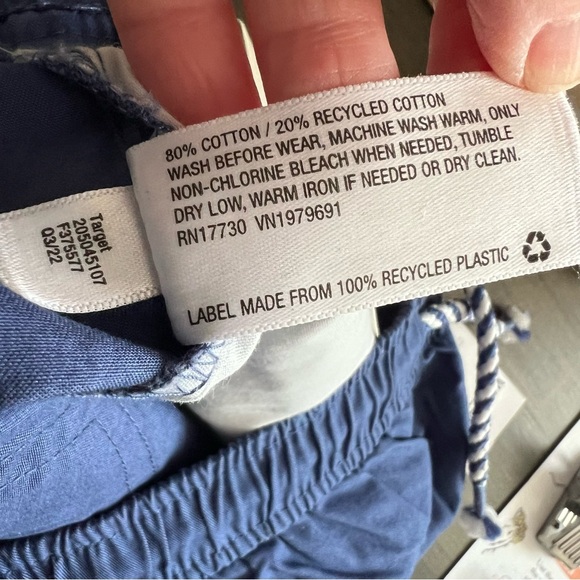 80% COTTON / 20% RECYCLED COTTON
WASH BEFORE WEAR, MACHINE WASH WARM, ONLY
NON-CHLORINE BLEACH WHEN NEEDED, TUMBLE
DRY LOW, WARM IRON IF NEEDED OR DRY CLEAN.
RN17730 VN1979691
LABEL MADE FROM 100% RECYCLED PLASTIC
Target
205045107
F375577
Q3/22